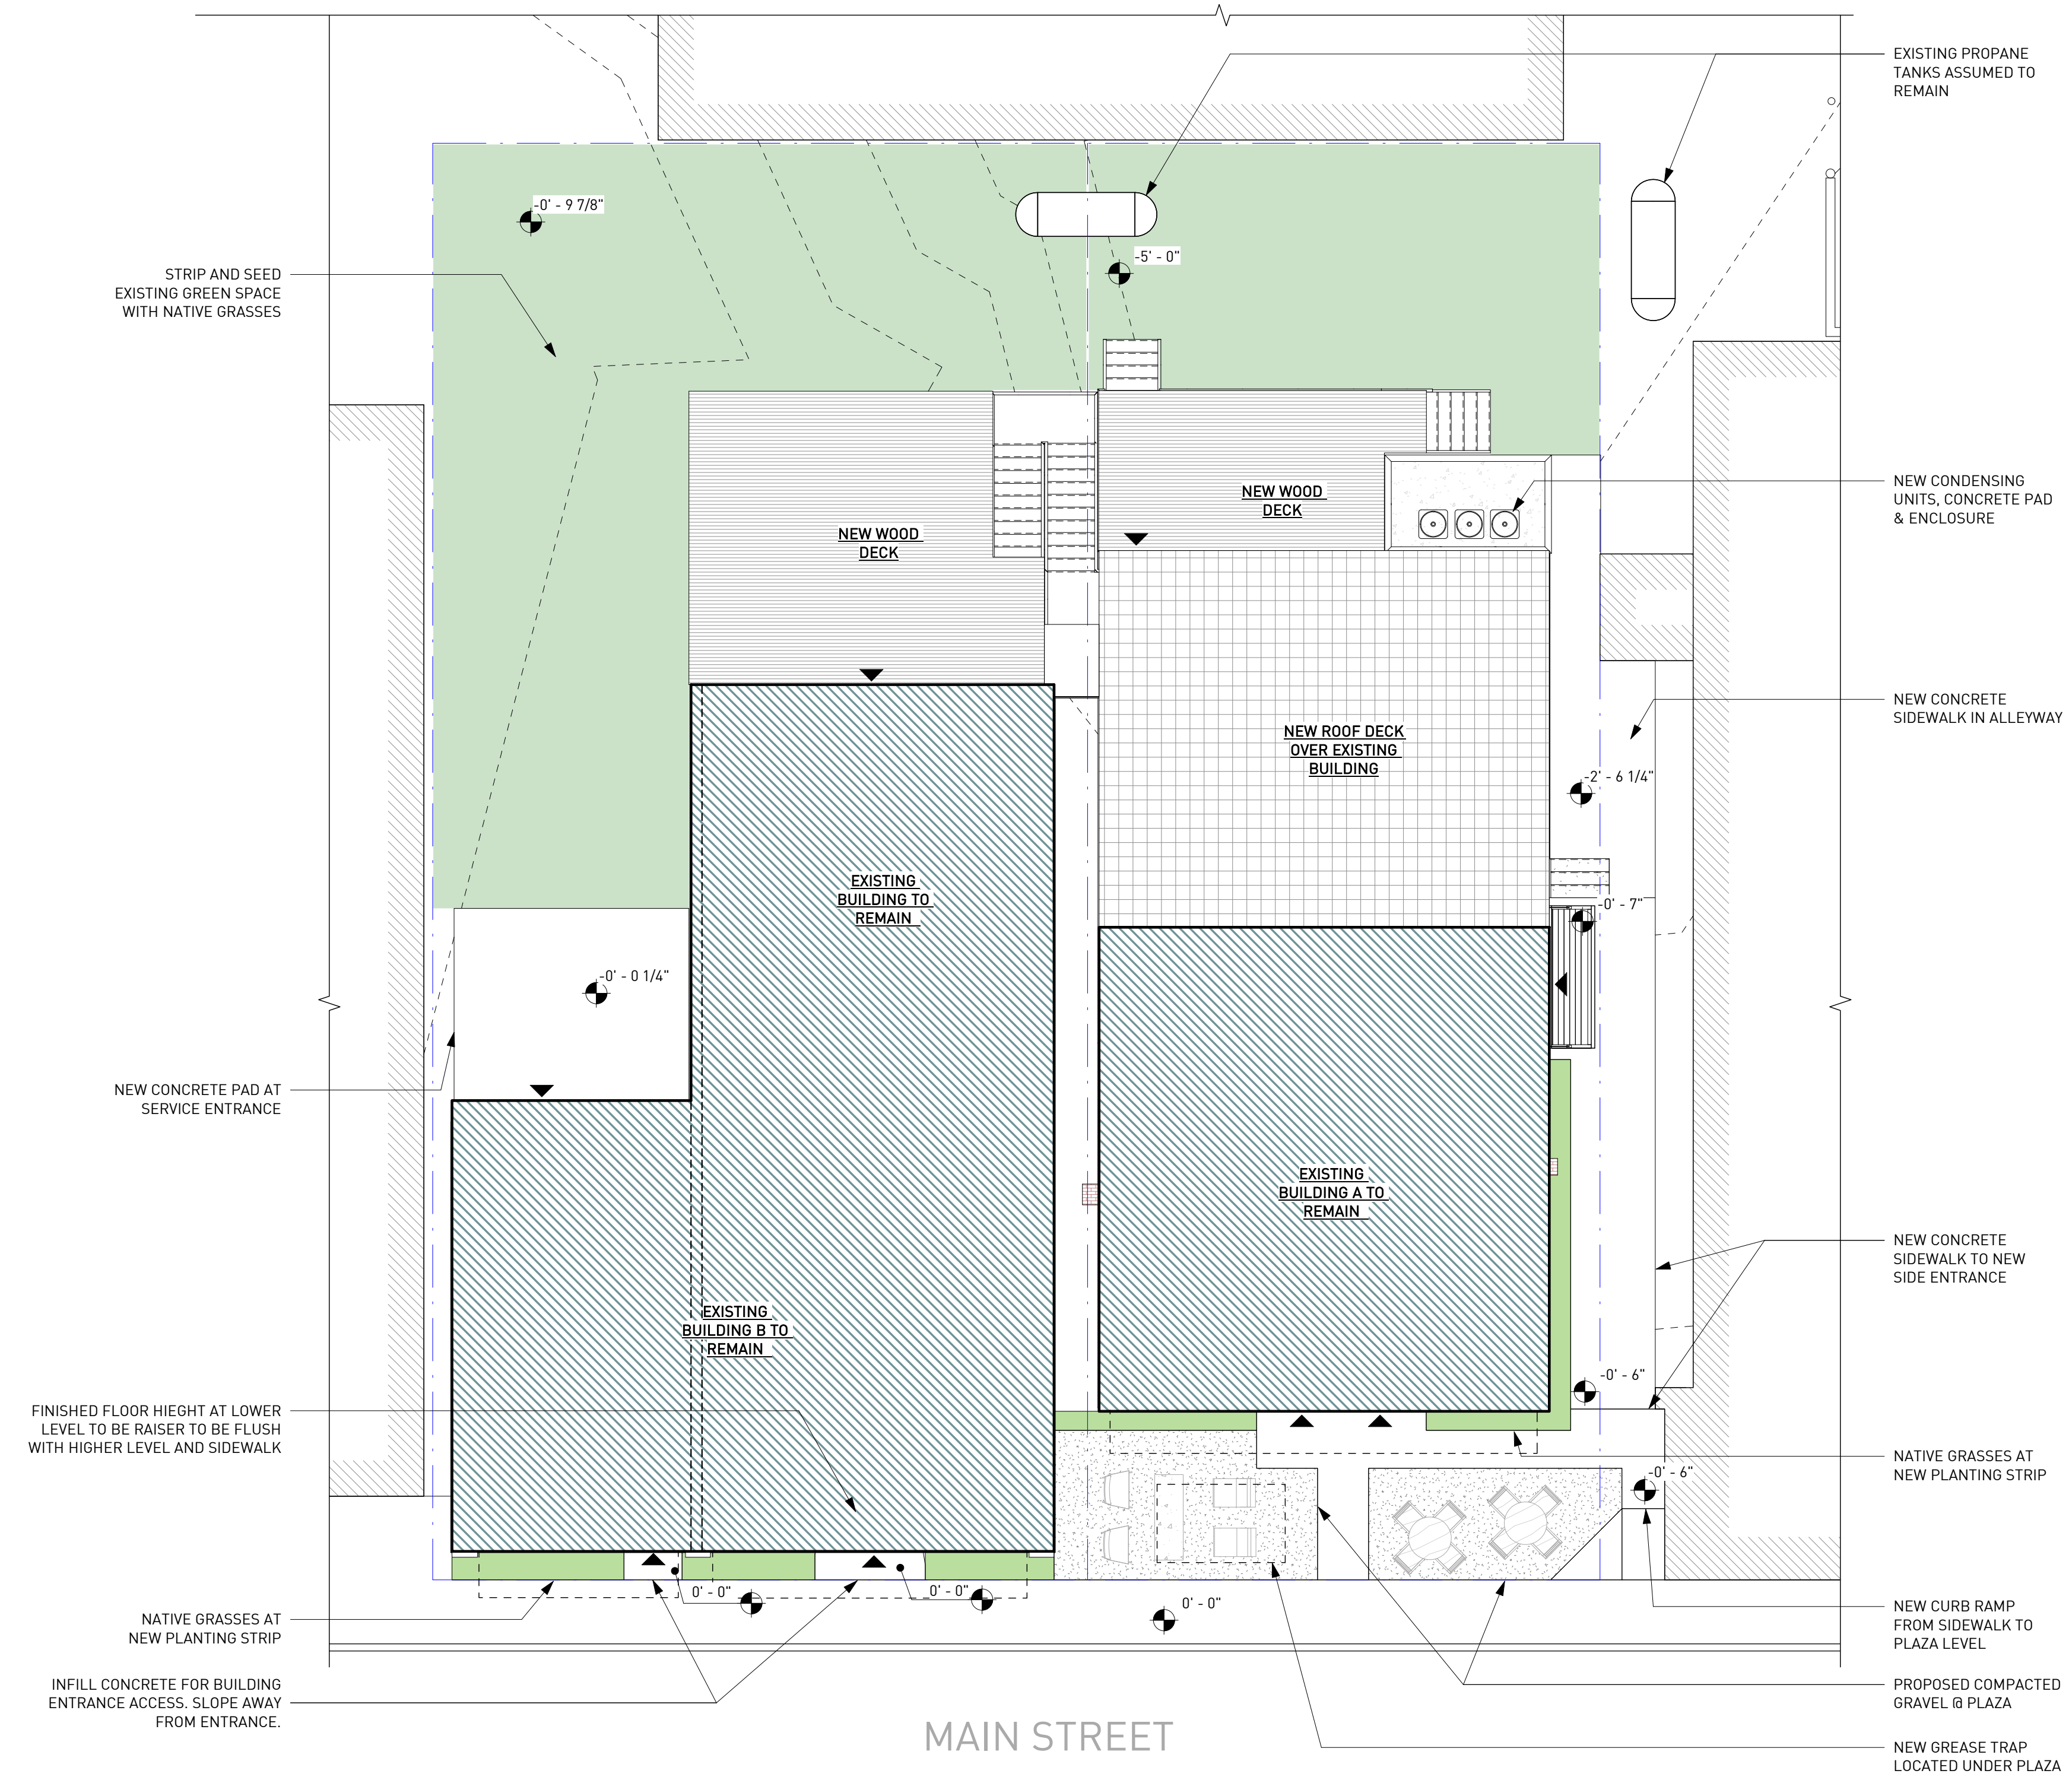 EXISTING PROPANE
TANKS ASSUMED TO
REMAIN
-0' - 9 7/8"
-5' - 0"
STRIP AND SEED
EXISTING GREEN SPACE
WITH NATIVE GRASSES
NEW CONDENSING
UNITS, CONCRETE PAD
& ENCLOSURE
NEW WOOD
DECK
NEW WOOD
DECK
NEW CONCRETE
SIDEWALK IN ALLEYWAY
NEW ROOF DECK
OVER EXISTING
BUILDING
-2' - 6 1/4"
EXISTING
BUILDING TO
REMAIN
-0' - 7"
-0' - 0 1/4"
NEW CONCRETE PAD AT
SERVICE ENTRANCE
EXISTING
BUILDING A TO
REMAIN
NEW CONCRETE
SIDEWALK TO NEW
SIDE ENTRANCE
EXISTING
BUILDING B TO
REMAIN
-0' - 6"
FINISHED FLOOR HIEGHT AT LOWER
LEVEL TO BE RAISER TO BE FLUSH
WITH HIGHER LEVEL AND SIDEWALK
NATIVE GRASSES AT
NEW PLANTING STRIP
-0' - 6"
0' - 0"
0' - 0"
0' - 0"
NATIVE GRASSES AT
NEW PLANTING STRIP
NEW CURB RAMP
FROM SIDEWALK TO
PLAZA LEVEL
INFILL CONCRETE FOR BUILDING
ENTRANCE ACCESS. SLOPE AWAY
FROM ENTRANCE.
PROPOSED COMPACTED
GRAVEL @ PLAZA
MAIN STREET
NEW GREASE TRAP
LOCATED UNDER PLAZA